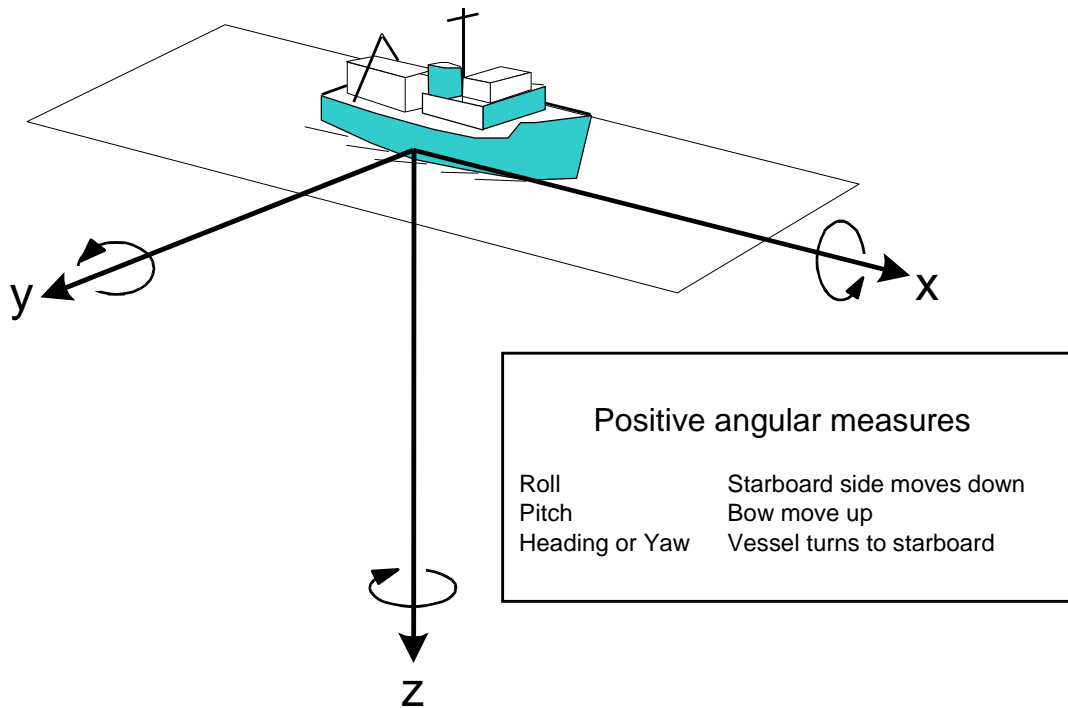 y
x
Positive angular measures
Roll Starboard side moves down
Pitch Bow move up
Heading or Yaw Vessel turns to starboard
z